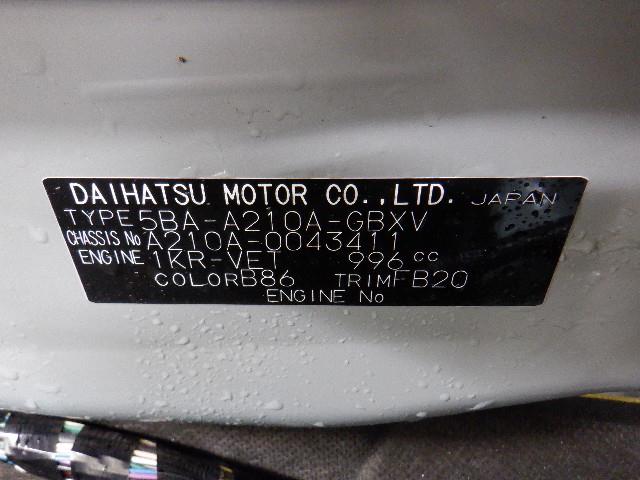 DAIHATSU MOTOR CO.,LTD. JAPAN
TYPE 5BA-A210A-GBXV
CHASSIS No A210A-0043411
ENGINE 1KR-VET 996 cc
COLOR B86 TRIM FB20
ENGINE No